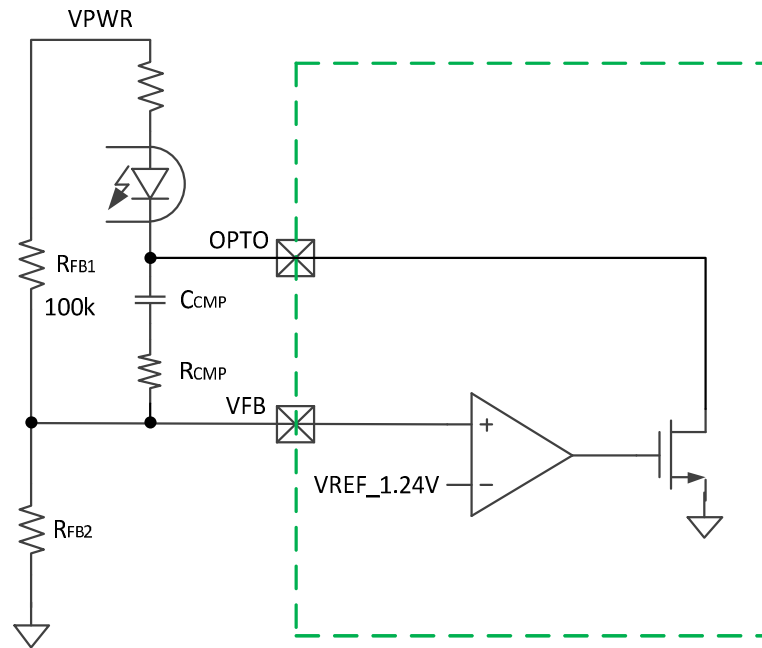 VPWR
OPTO
RFB1
100k
CCMP
RCMP
VFB
+
VREF_1.24V
−
RFB2